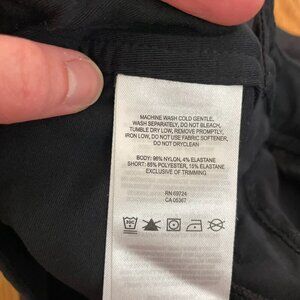 MACHINE WASH COLD GENTLE,
WASH SEPARATELY, DO NOT BLEACH,
TUMBLE DRY LOW, REMOVE PROMPTLY,
IRON LOW, DO NOT USE FABRIC SOFTENER,
DO NOT DRYCLEAN
BODY: 96% NYLON, 4% ELASTANE
SHORT: 85% POLYESTER, 15% ELASTANE
EXCLUSIVE OF TRIMMING
RN 69724
CA 05367
30C